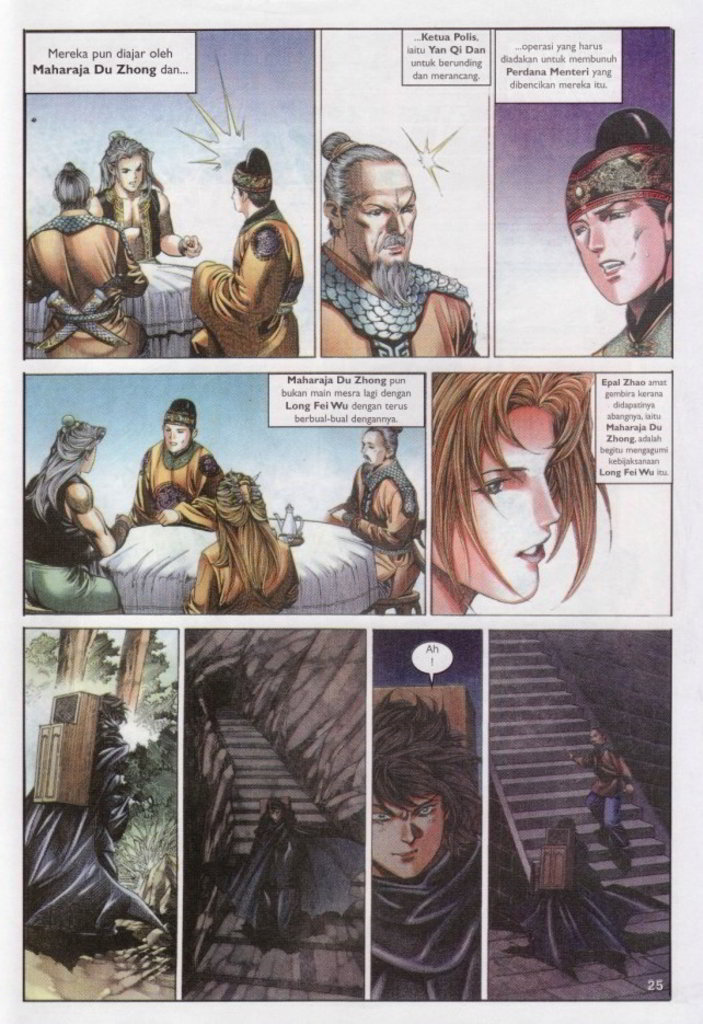 Mereka pun diajar oleh
Maharaja Du Zhong dan...
...Ketua Polis,
iaitu Yan Qi Dan
untuk berunding
dan merancang.
...operasi yang harus
diadakan untuk membunuh
Perdana Menteri yang
dibencikan mereka itu.
Maharaja Du Zhong pun
bukan main mesra lagi dengan
Long Fei Wu dengan terus
berbual-bual dengannya.
Epal Zhao amat
gembira kerana
didapatinya
abangnya, iaitu
Maharaja Du
Zhong, adalah
begitu mengagumi
kebijaksanaan
Long Fei Wu itu.
Ah
!
25